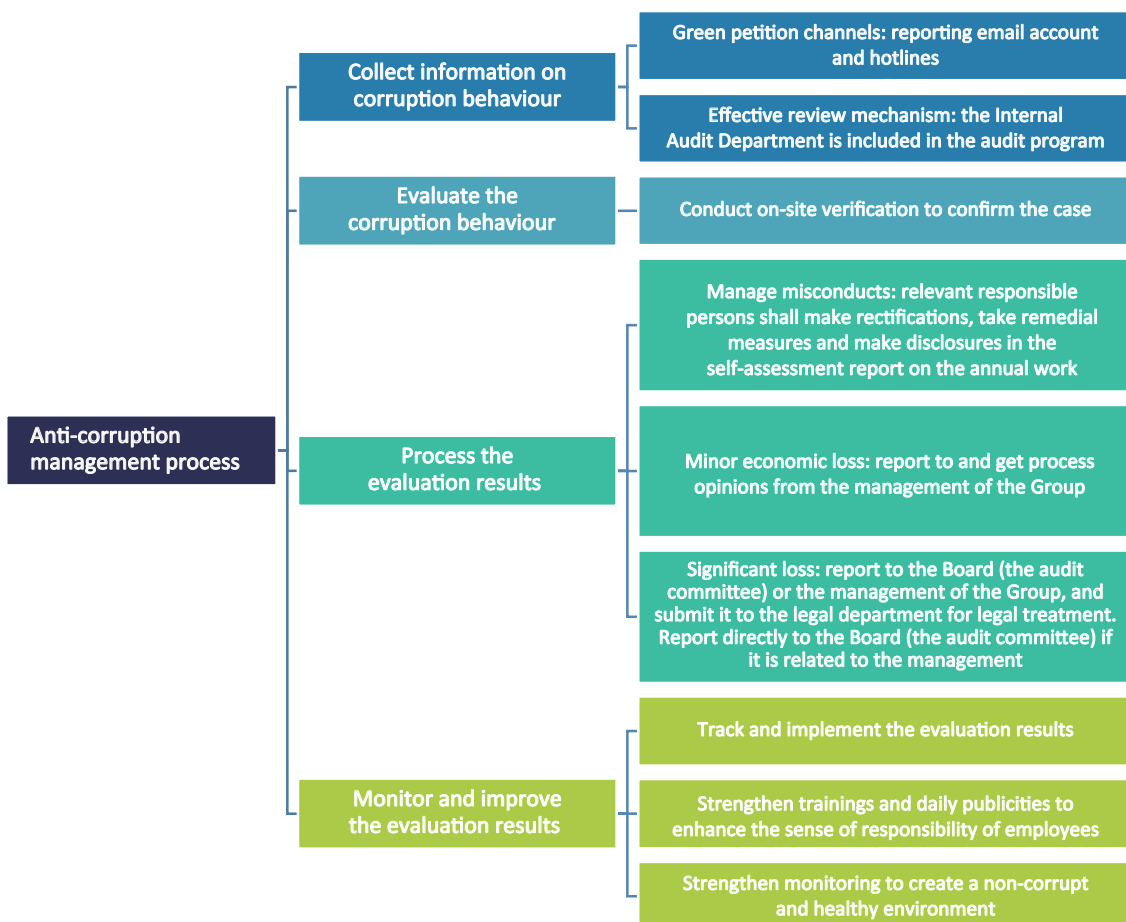 Anti-corruption
management process
Collect information on
corruption behaviour
Green petition channels: reporting email account
and hotlines
Effective review mechanism: the Internal
Audit Department is included in the audit program
Evaluate the
corruption behaviour
Conduct on-site verification to confirm the case
Process the
evaluation results
Manage misconducts: relevant responsible
persons shall make rectifications, take remedial
measures and make disclosures in the
self-assessment report on the annual work
Minor economic loss: report to and get process
opinions from the management of the Group
Significant loss: report to the Board (the audit
committee) or the management of the Group, and
submit it to the legal department for legal treatment.
Report directly to the Board (the audit committee) if
it is related to the management
Monitor and improve
the evaluation results
Track and implement the evaluation results
Strengthen trainings and daily publicities to
enhance the sense of responsibility of employees
Strengthen monitoring to create a non-corrupt
and healthy environment